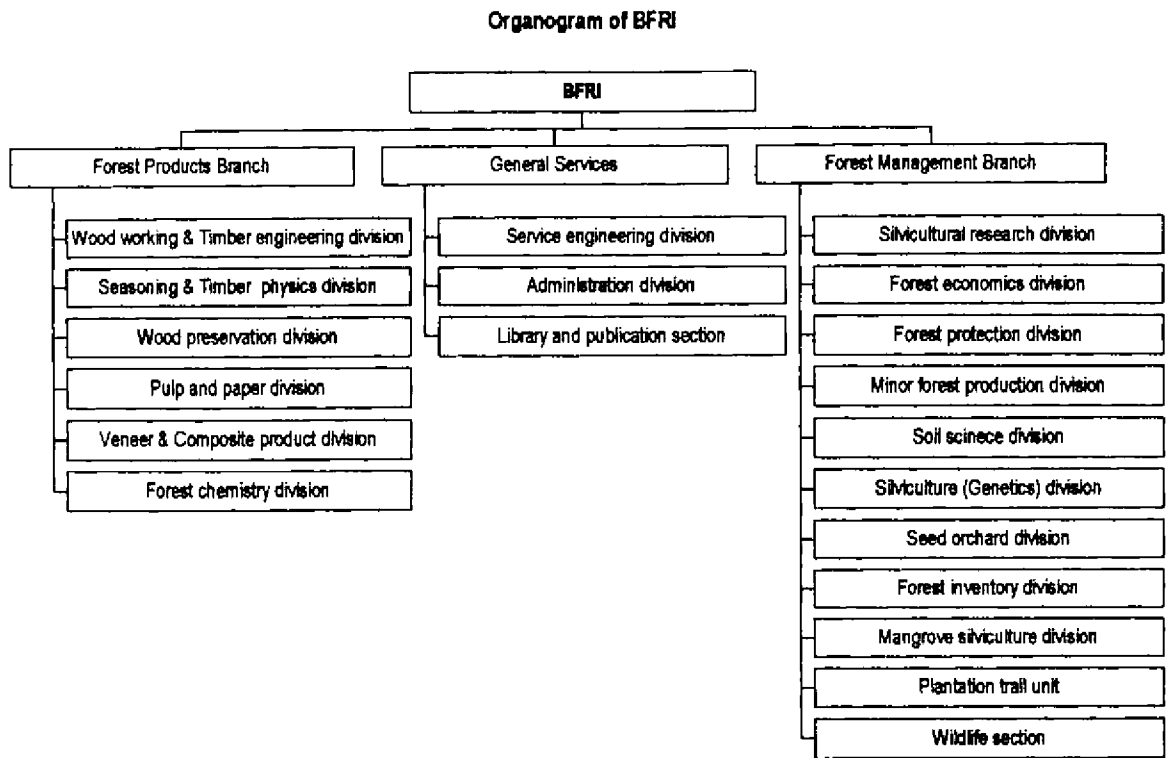 Organogram of BFRI
BFRI
Forest Products Branch
General Services
Forest Management Branch
Wood working & Timber engineering division
Seasoning & Timber physics division
Wood preservation division
Pulp and paper division
Veneer & Composite product division
Forest chemistry division
Service engineering division
Administration division
Library and publication section
Silvicultural research division
Forest economics division
Forest protection division
Minor forest production division
Soil scinece division
Silviculture (Genetics) division
Seed orchard division
Forest inventory division
Mangrove silviculture division
Plantation trail unit
Wildlife section